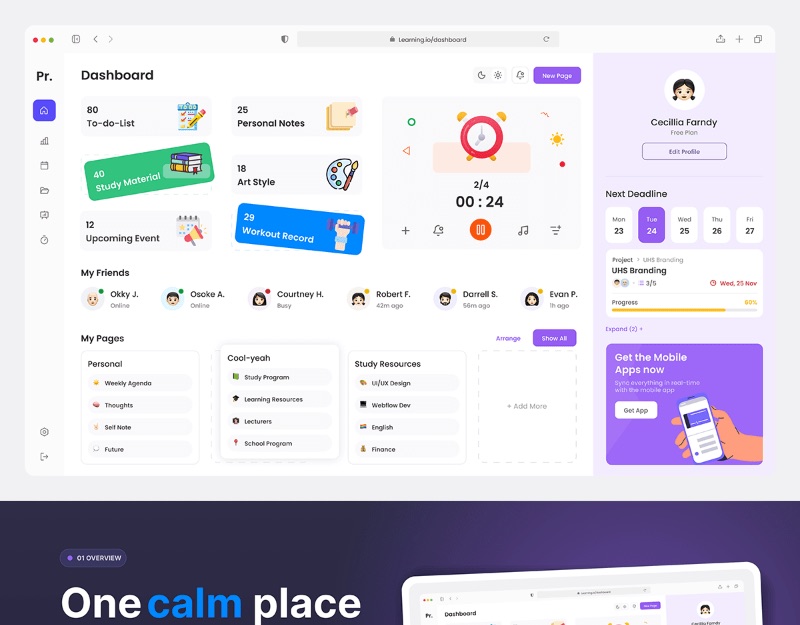 Learning.io/dashboard
Pr.
Dashboard
New Page
80
To-do-List
25
Personal Notes
40
Study Material
18
Art Style
12
Upcoming Event
29
Workout Record
2/4
00 : 24
My Friends
Okky J.
Online
Osoke A.
Online
Courtney H.
Busy
Robert F.
42m ago
Darrell S.
56m ago
Evan P.
1h ago
My Pages
Arrange
Show All
Personal
Weekly Agenda
Thoughts
Self Note
Future
Cool-yeah
Study Program
Learning Resources
Lecturers
School Program
Study Resources
UI/UX Design
Webflow Dev
English
Finance
+ Add More
Cecillia Farndy
Free Plan
Edit Profile
Next Deadline
Mon
23
Tue
24
Wed
25
Thu
26
Fri
27
Project > UHS Branding
UHS Branding
3/5
Wed, 25 Nov
Progress
80%
Expand (2) +
Get the Mobile
Apps now
Sync everything in real-time
with the mobile app
Get App
01 OVERVIEW
One calm place
Pr.
Dashboard